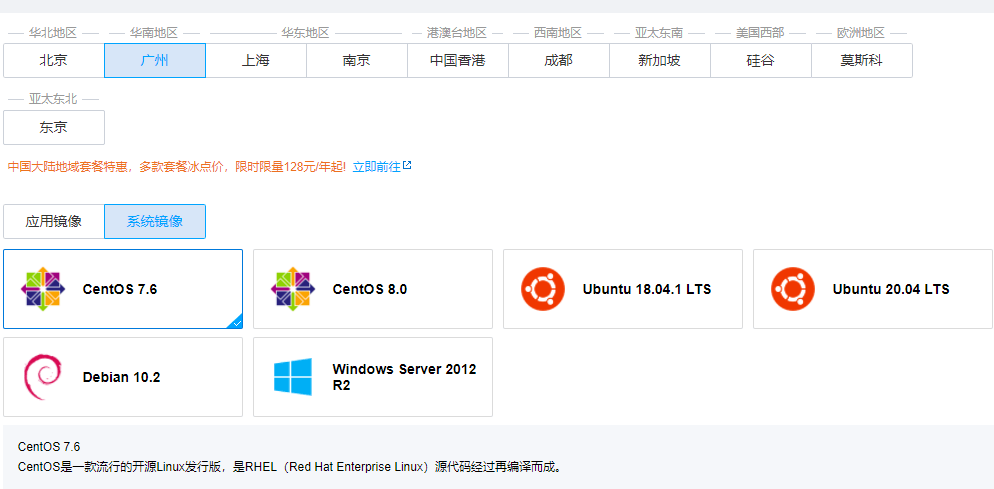 华北地区 华南地区 华东地区 港澳台地区 西南地区 亚太东南 美国西部 欧洲地区
北京 广州 上海 南京 中国香港 成都 新加坡 硅谷 莫斯科
亚太东北
东京
中国大陆地域套餐特惠，多款套餐冰点价，限时限量128元/年起! 立即前往
应用镜像 系统镜像
CentOS 7.6 CentOS 8.0 Ubuntu 18.04.1 LTS Ubuntu 20.04 LTS
Debian 10.2 Windows Server 2012
R2
CentOS 7.6
CentOS是一款流行的开源Linux发行版，是RHEL（Red Hat Enterprise Linux）源代码经过再编译而成。